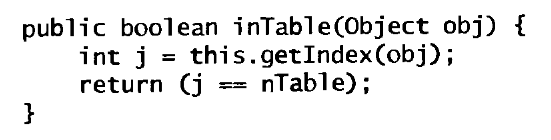 public boolean inTable(Object obj) {
    int j = this.getIndex(obj);
    return (j == nTable);
}